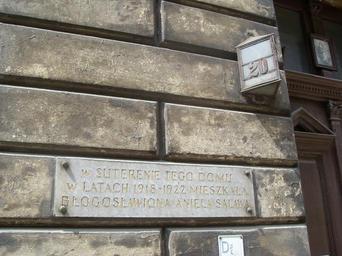 20
W SUTERENIE TEGO DOMU
W LATACH 1918-1922 MIESZKAŁA
BŁOGOSŁAWIONA ANIELA SALAWA